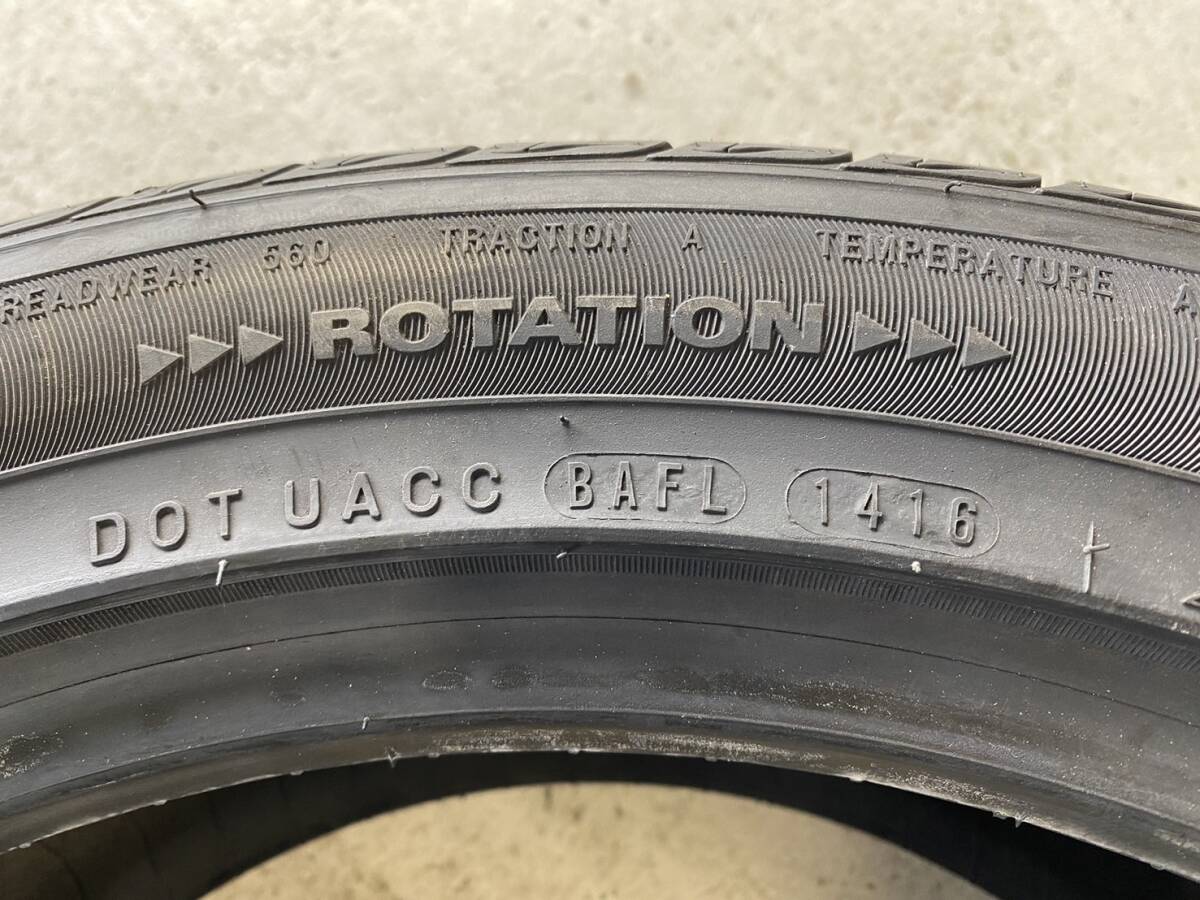 READWEAR 560 TRACTION A TEMPERATURE A
ROTATION
DOT UACC BAFL 1416